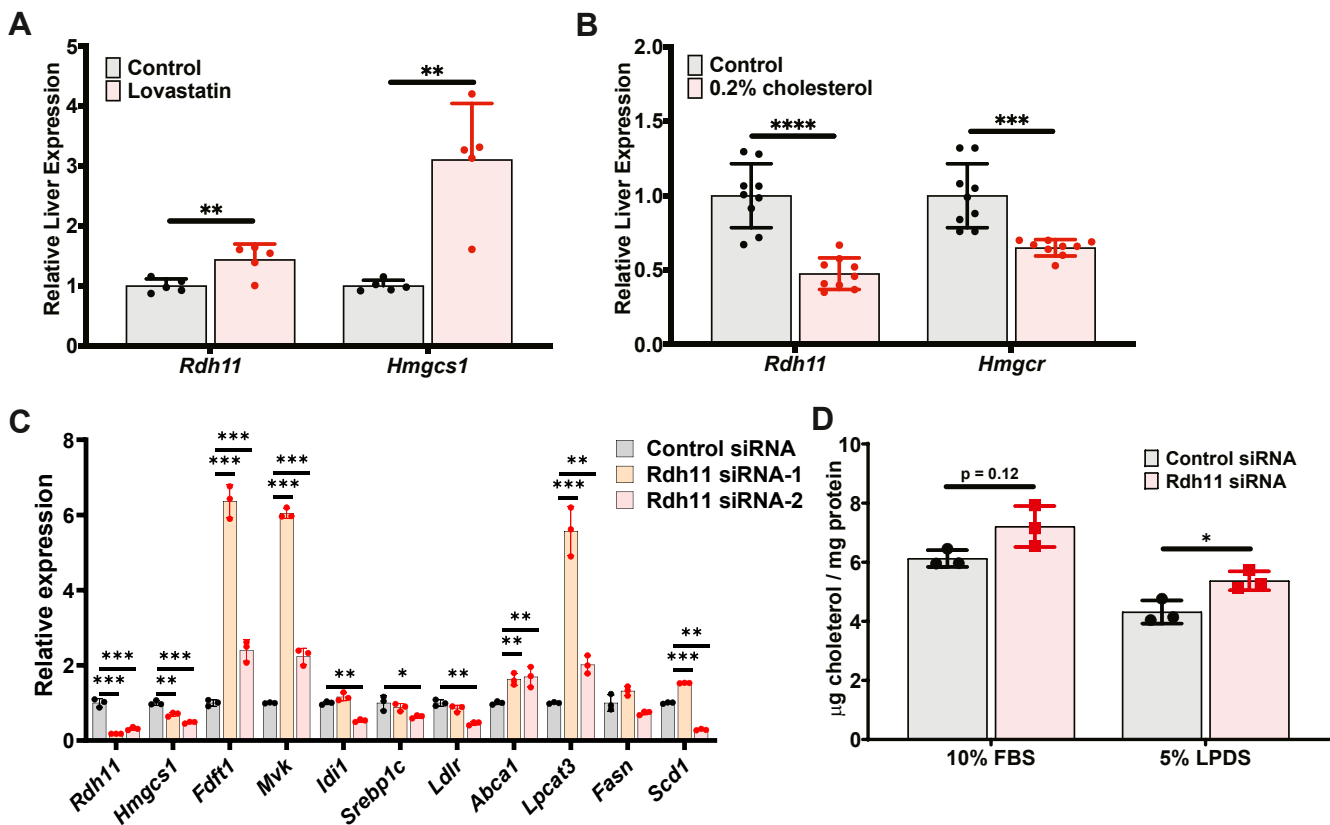 A
Relative Liver Expression
5
4
3
2
1
0
Control
Lovastatin
**
**
Rdh11
Hmgcs1
B
Relative Liver Expression
2.0
1.5
1.0
0.5
0.0
Control
0.2% cholesterol
****
***
Rdh11
Hmgcr
C
Relative expression
8
6
4
2
0
Control siRNA
Rdh11 siRNA-1
Rdh11 siRNA-2
***
***
***
**
***
***
***
***
**
*
**
**
**
**
***
**
***
Rdh11
Hmgcs1
Fdft1
Mvk
Idi1
Srebp1c
Ldlr
Abca1
Lpcat3
Fasn
Scd1
D
µg choleterol / mg protein
10
8
6
4
2
0
Control siRNA
Rdh11 siRNA
p = 0.12
*
10% FBS
5% LPDS